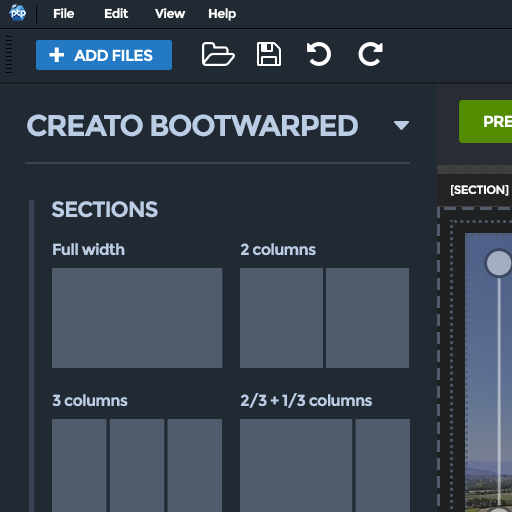 pcp
File Edit View Help
ADD FILES
CREATO BOOTWARPED
PRE
[SECTION]
SECTIONS
Full width 2 columns
3 columns 2/3 + 1/3 columns